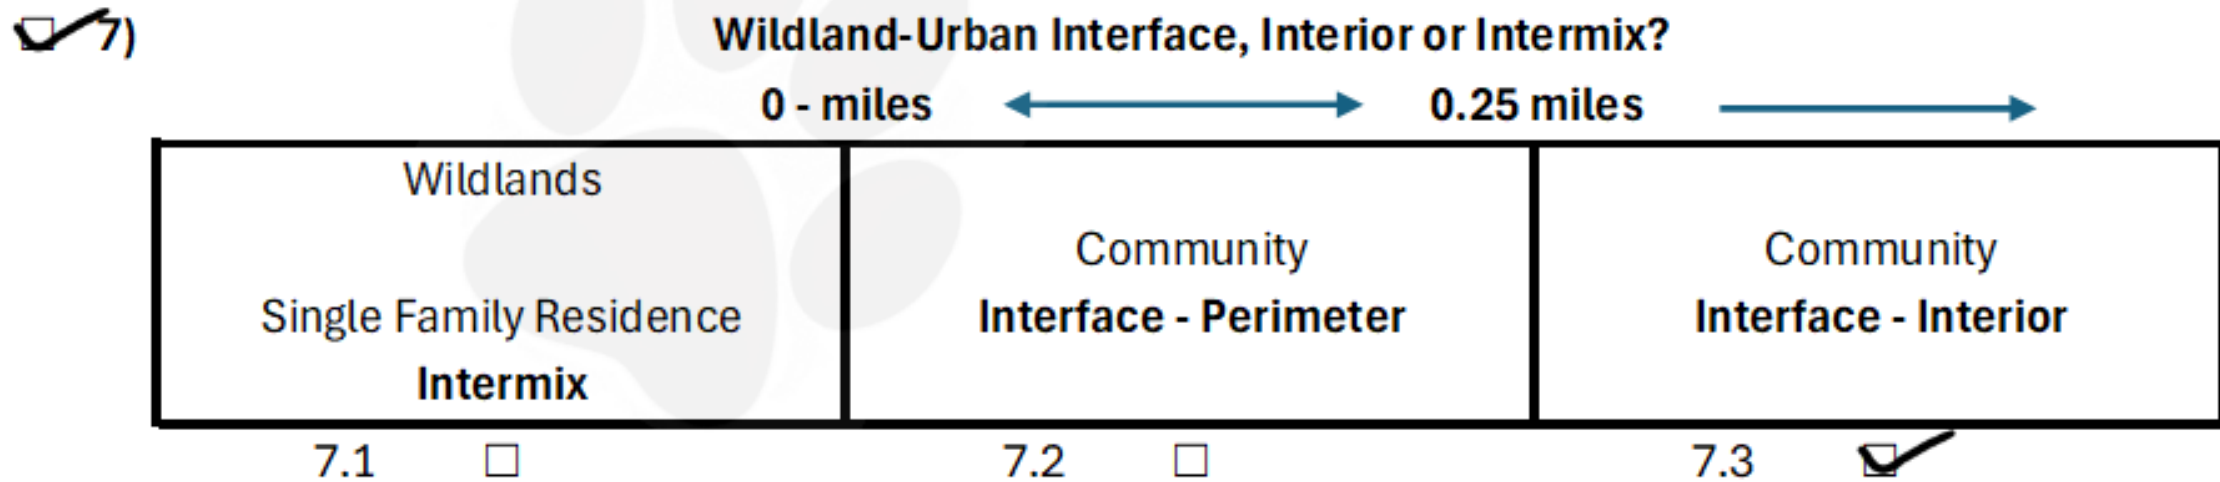 ☑ 7) Wildland-Urban Interface, Interior or Intermix?
0 - miles 0.25 miles
Wildlands
Single Family Residence
Intermix
Community
Interface - Perimeter
Community
Interface - Interior
7.1 ☐ 7.2 ☐ 7.3 ☑